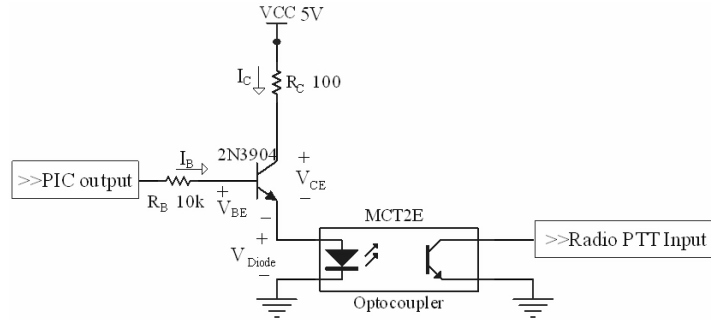 VCC 5V
I_C
R_C 100
2N3904
I_B
>>PIC output
R_B 10k
+
V_BE
−
+
V_CE
−
MCT2E
+
V_Diode
−
>>Radio PTT Input
Optocoupler